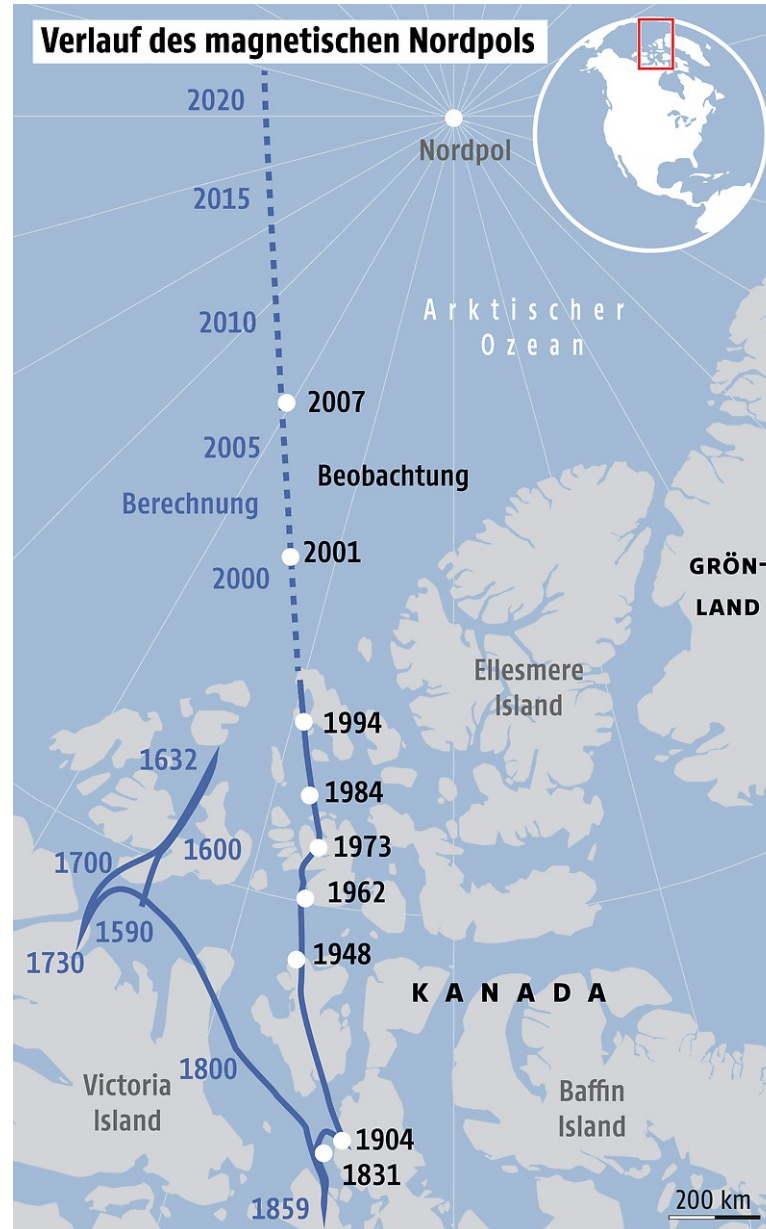 Verlauf des magnetischen Nordpols
2020
Nordpol
2015
Arktischer
Ozean
2010
2007
2005
Beobachtung
Berechnung
2001
2000
GRÖN-
LAND
Ellesmere
Island
1994
1632
1984
1973
1600
1700
1962
1590
1730
1948
KANADA
1800
Victoria
Island
Baffin
Island
1904
1831
1859
200 km